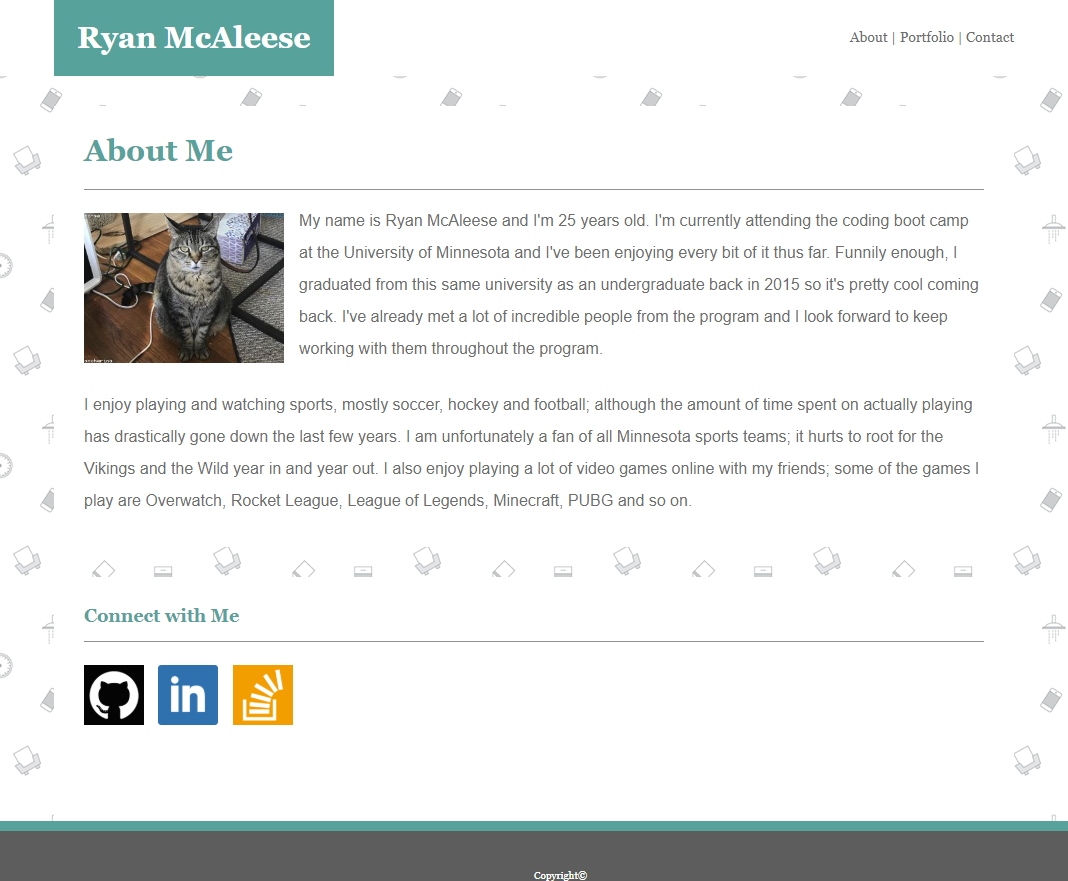 Ryan McAleese
About | Portfolio | Contact
About Me
My name is Ryan McAleese and I'm 25 years old. I'm currently attending the coding boot camp
at the University of Minnesota and I've been enjoying every bit of it thus far. Funnily enough, I
graduated from this same university as an undergraduate back in 2015 so it's pretty cool coming
back. I've already met a lot of incredible people from the program and I look forward to keep
working with them throughout the program.
I enjoy playing and watching sports, mostly soccer, hockey and football; although the amount of time spent on actually playing
has drastically gone down the last few years. I am unfortunately a fan of all Minnesota sports teams; it hurts to root for the
Vikings and the Wild year in and year out. I also enjoy playing a lot of video games online with my friends; some of the games I
play are Overwatch, Rocket League, League of Legends, Minecraft, PUBG and so on.
Connect with Me
in
Copyright©